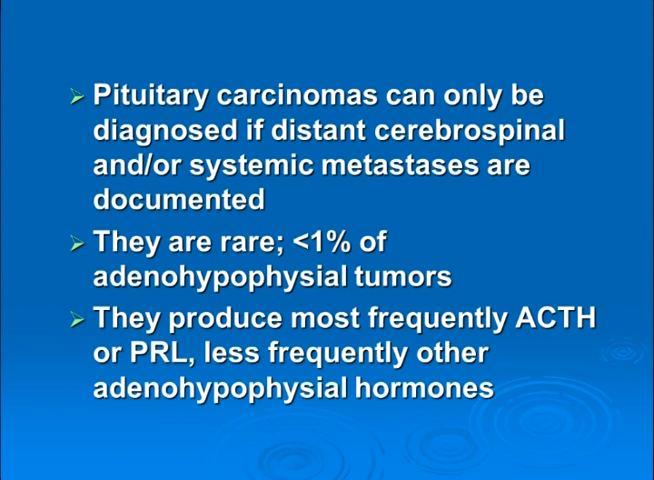 Pituitary carcinomas can only be
diagnosed if distant cerebrospinal
and/or systemic metastases are
documented
They are rare; <1% of
adenohypophysial tumors
They produce most frequently ACTH
or PRL, less frequently other
adenohypophysial hormones